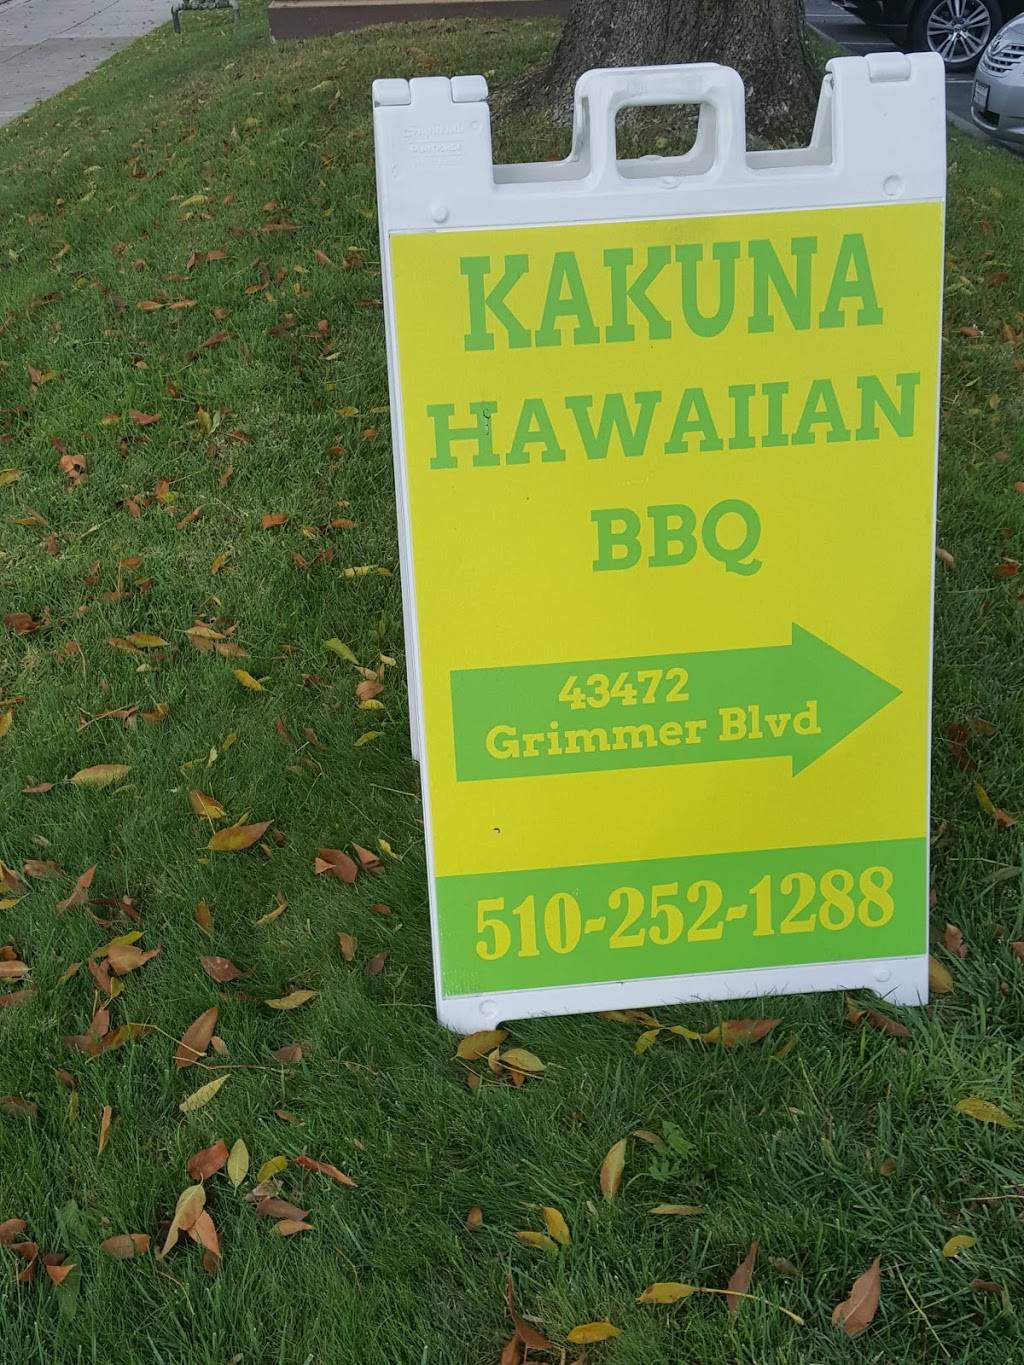 KAKUNA
HAWAIIAN
BBQ
43472
Grimmer Blvd
510-252-1288